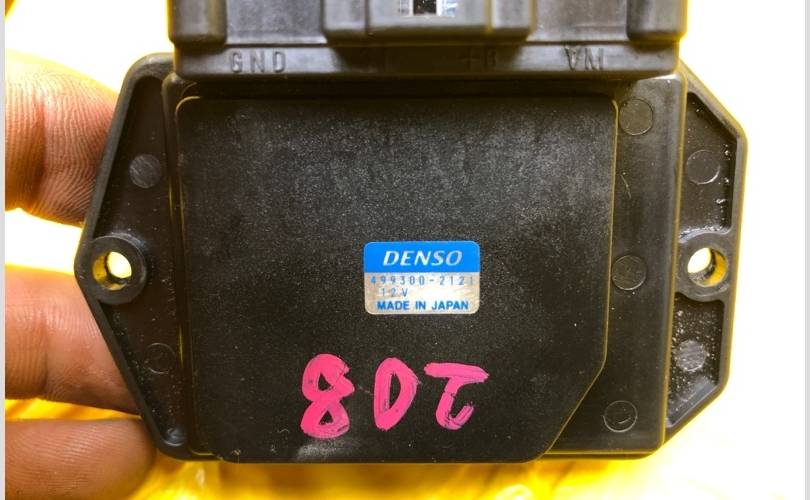 GND +B VM
DENSO
499300-2121
12V
MADE IN JAPAN
208